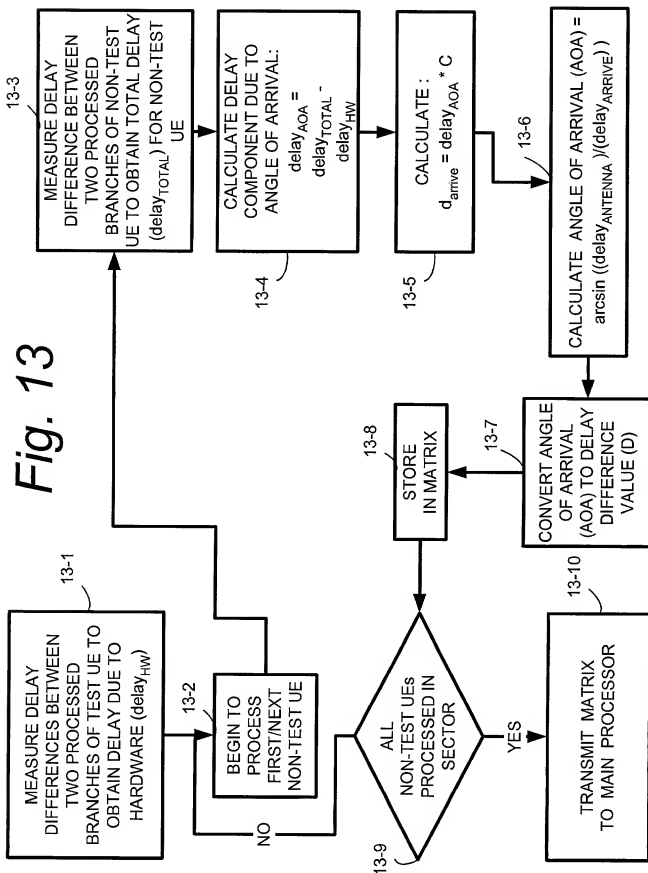 Fig. 13
13-1
MEASURE DELAY
DIFFERENCES BETWEEN
TWO PROCESSED
BRANCHES OF TEST UE TO
OBTAIN DELAY DUE TO
HARDWARE (delayHW)
13-2
BEGIN TO
PROCESS
FIRST/NEXT
NON-TEST UE
13-3
MEASURE DELAY
DIFFERENCE BETWEEN
TWO PROCESSED
BRANCHES OF NON-TEST
UE TO OBTAIN TOTAL DELAY
(delayTOTAL) FOR NON-TEST
UE
CALCULATE DELAY
COMPONENT DUE TO
ANGLE OF ARRIVAL:
delayAOA =
delayTOTAL -
delayHW
13-4
CALCULATE :
darrive = delayAOA * C
13-5
13-6
CALCULATE ANGLE OF ARRIVAL (AOA) =
arcsin ((delayANTENNA )/(delayARRIVE) )
13-7
CONVERT ANGLE
OF ARRIVAL
(AOA) TO DELAY
DIFFERENCE
VALUE (D)
13-8
STORE
IN MATRIX
ALL
NON-TEST UEs
PROCESSED IN
SECTOR
13-9
NO
YES
13-10
TRANSMIT MATRIX
TO MAIN PROCESSOR